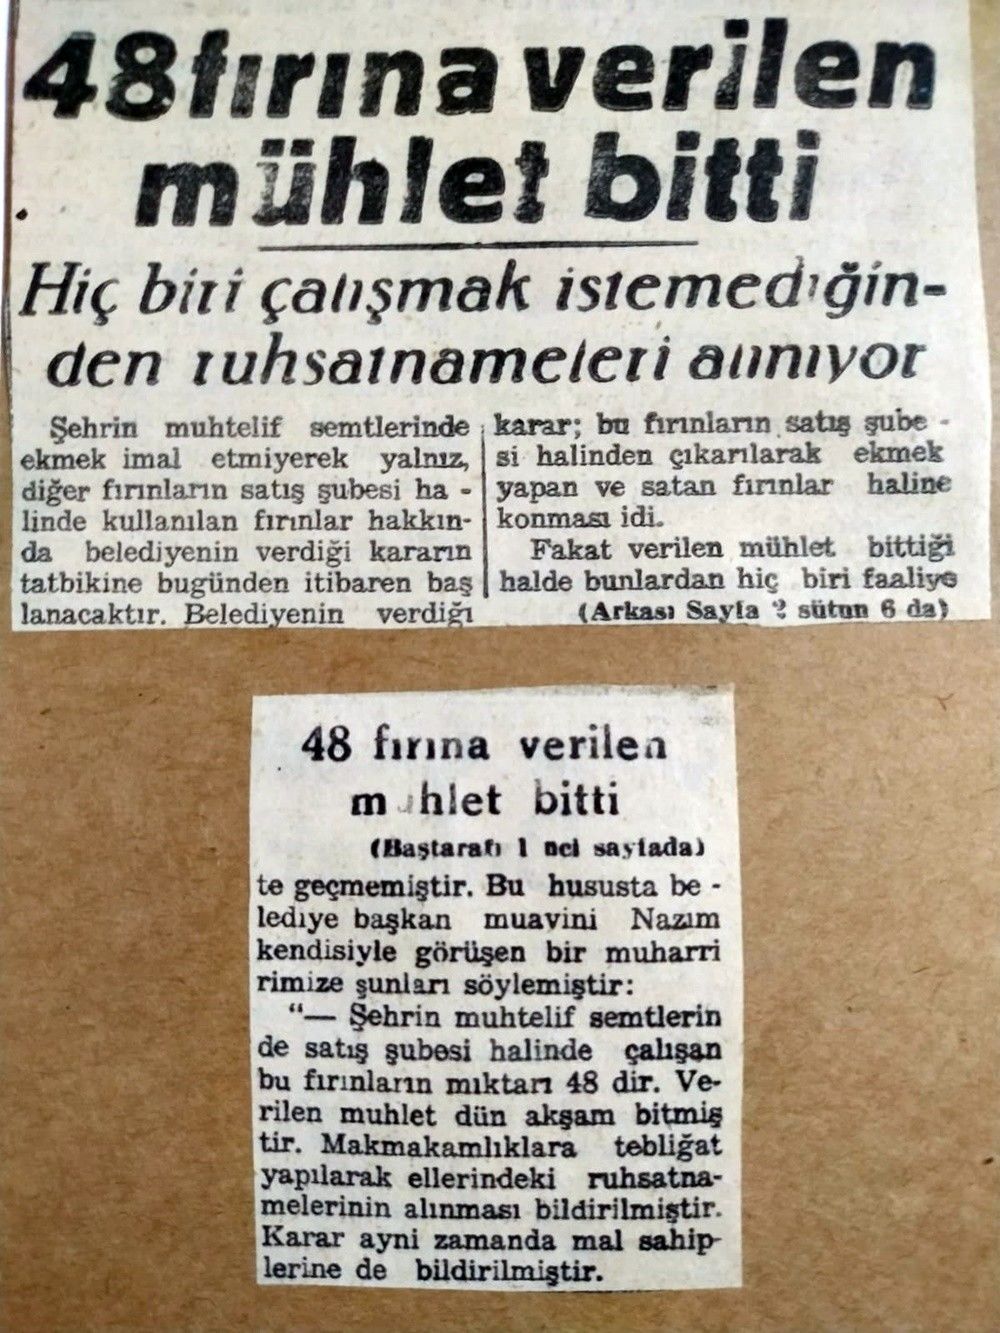 48 fırına verilen
mühlet bitti
Hiç biri çalışmak istemediğin-
den ruhsatnameleri alınıyor
Şehrin muhtelif semtlerinde
ekmek imal etmiyerek yalnız,
diğer fırınların satış şubesi ha -
linde kullanılan fırınlar hakkın-
da belediyenin verdiği kararın
tatbikine bugünden itibaren baş
lanacaktır. Belediyenin verdiği
karar; bu fırınların satış şube -
si halinden çıkarılarak ekmek
yapan ve satan fırınlar haline
konması idi.
Fakat verilen mühlet bittiği
halde bunlardan hiç biri faaliye
(Arkası Sayfa 2 sütun 6 da)
48 fırına verilen
mühlet bitti
(Baştarafı 1 nci sayfada)
te geçmemiştir. Bu hususta be -
lediye başkan muavini Nazım
kendisiyle görüşen bir muharri
rimize şunları söylemiştir:
"— Şehrin muhtelif semtlerin
de satış şubesi halinde çalışan
bu fırınların mıktarı 48 dir. Ve-
rilen muhlet dün akşam bitmiş
tir. Makmakamlıklara tebliğat
yapılarak ellerindeki ruhsatna-
melerinin alınması bildirilmiştir.
Karar ayni zamanda mal sahip-
lerine de bildirilmiştir.